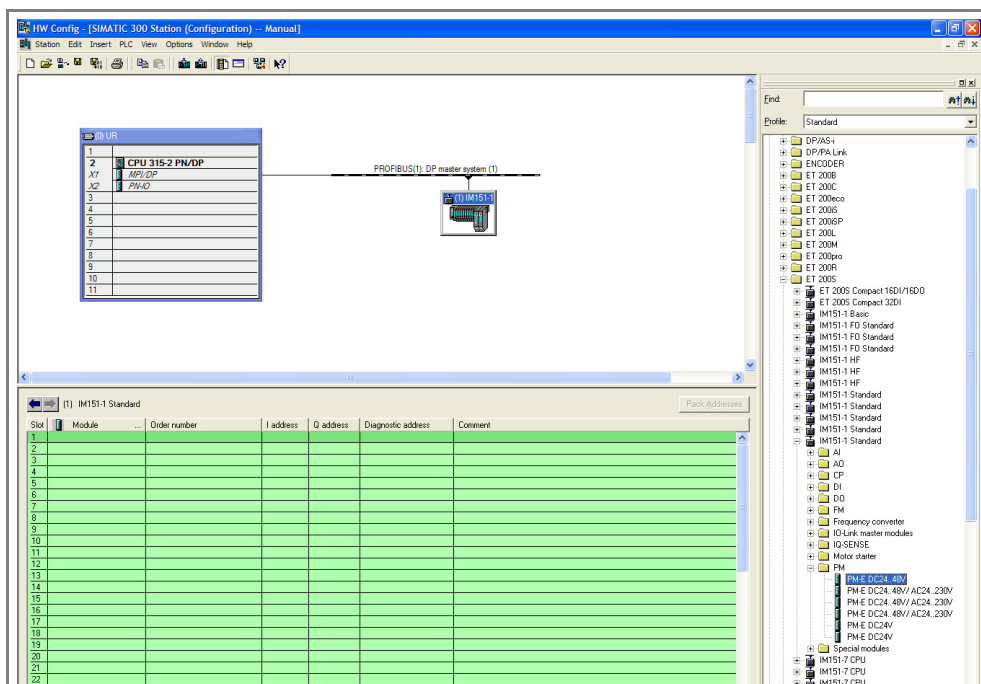 HW Config - [SIMATIC 300 Station (Configuration) -- Manual]
Station Edit Insert PLC View Options Window Help
(0) UR
1
2 CPU 315-2 PN/DP
X1 MPI/DP
X2 PN-IO
3
4
5
6
7
8
9
10
11
PROFIBUS(1): DP master system (1)
(1) IM151-1
(1) IM151-1 Standard
Pack Addresses
Slot Module ... Order number I address Q address Diagnostic address Comment
1
2
3
4
5
6
7
8
9
10
11
12
13
14
15
16
17
18
19
20
21
22
Find:
Profile: Standard
DP/AS-i
DP/PA Link
ENCODER
ET 200B
ET 200C
ET 200eco
ET 200iS
ET 200iSP
ET 200L
ET 200M
ET 200pro
ET 200R
ET 200S
ET 200S Compact 16DI/16DO
ET 200S Compact 32DI
IM151-1 Basic
IM151-1 FO Standard
IM151-1 FO Standard
IM151-1 FO Standard
IM151-1 HF
IM151-1 HF
IM151-1 HF
IM151-1 Standard
IM151-1 Standard
IM151-1 Standard
IM151-1 Standard
IM151-1 Standard
AI
AO
CP
DI
DO
FM
Frequency converter
IO-Link master modules
IQ-SENSE
Motor starter
PM
PM-E DC24..48V
PM-E DC24..48V/ AC24..230V
PM-E DC24..48V/ AC24..230V
PM-E DC24..48V/ AC24..230V
PM-E DC24V
PM-E DC24V
Special modules
IM151-7 CPU
IM151-7 CPU
IM151-7 CPU